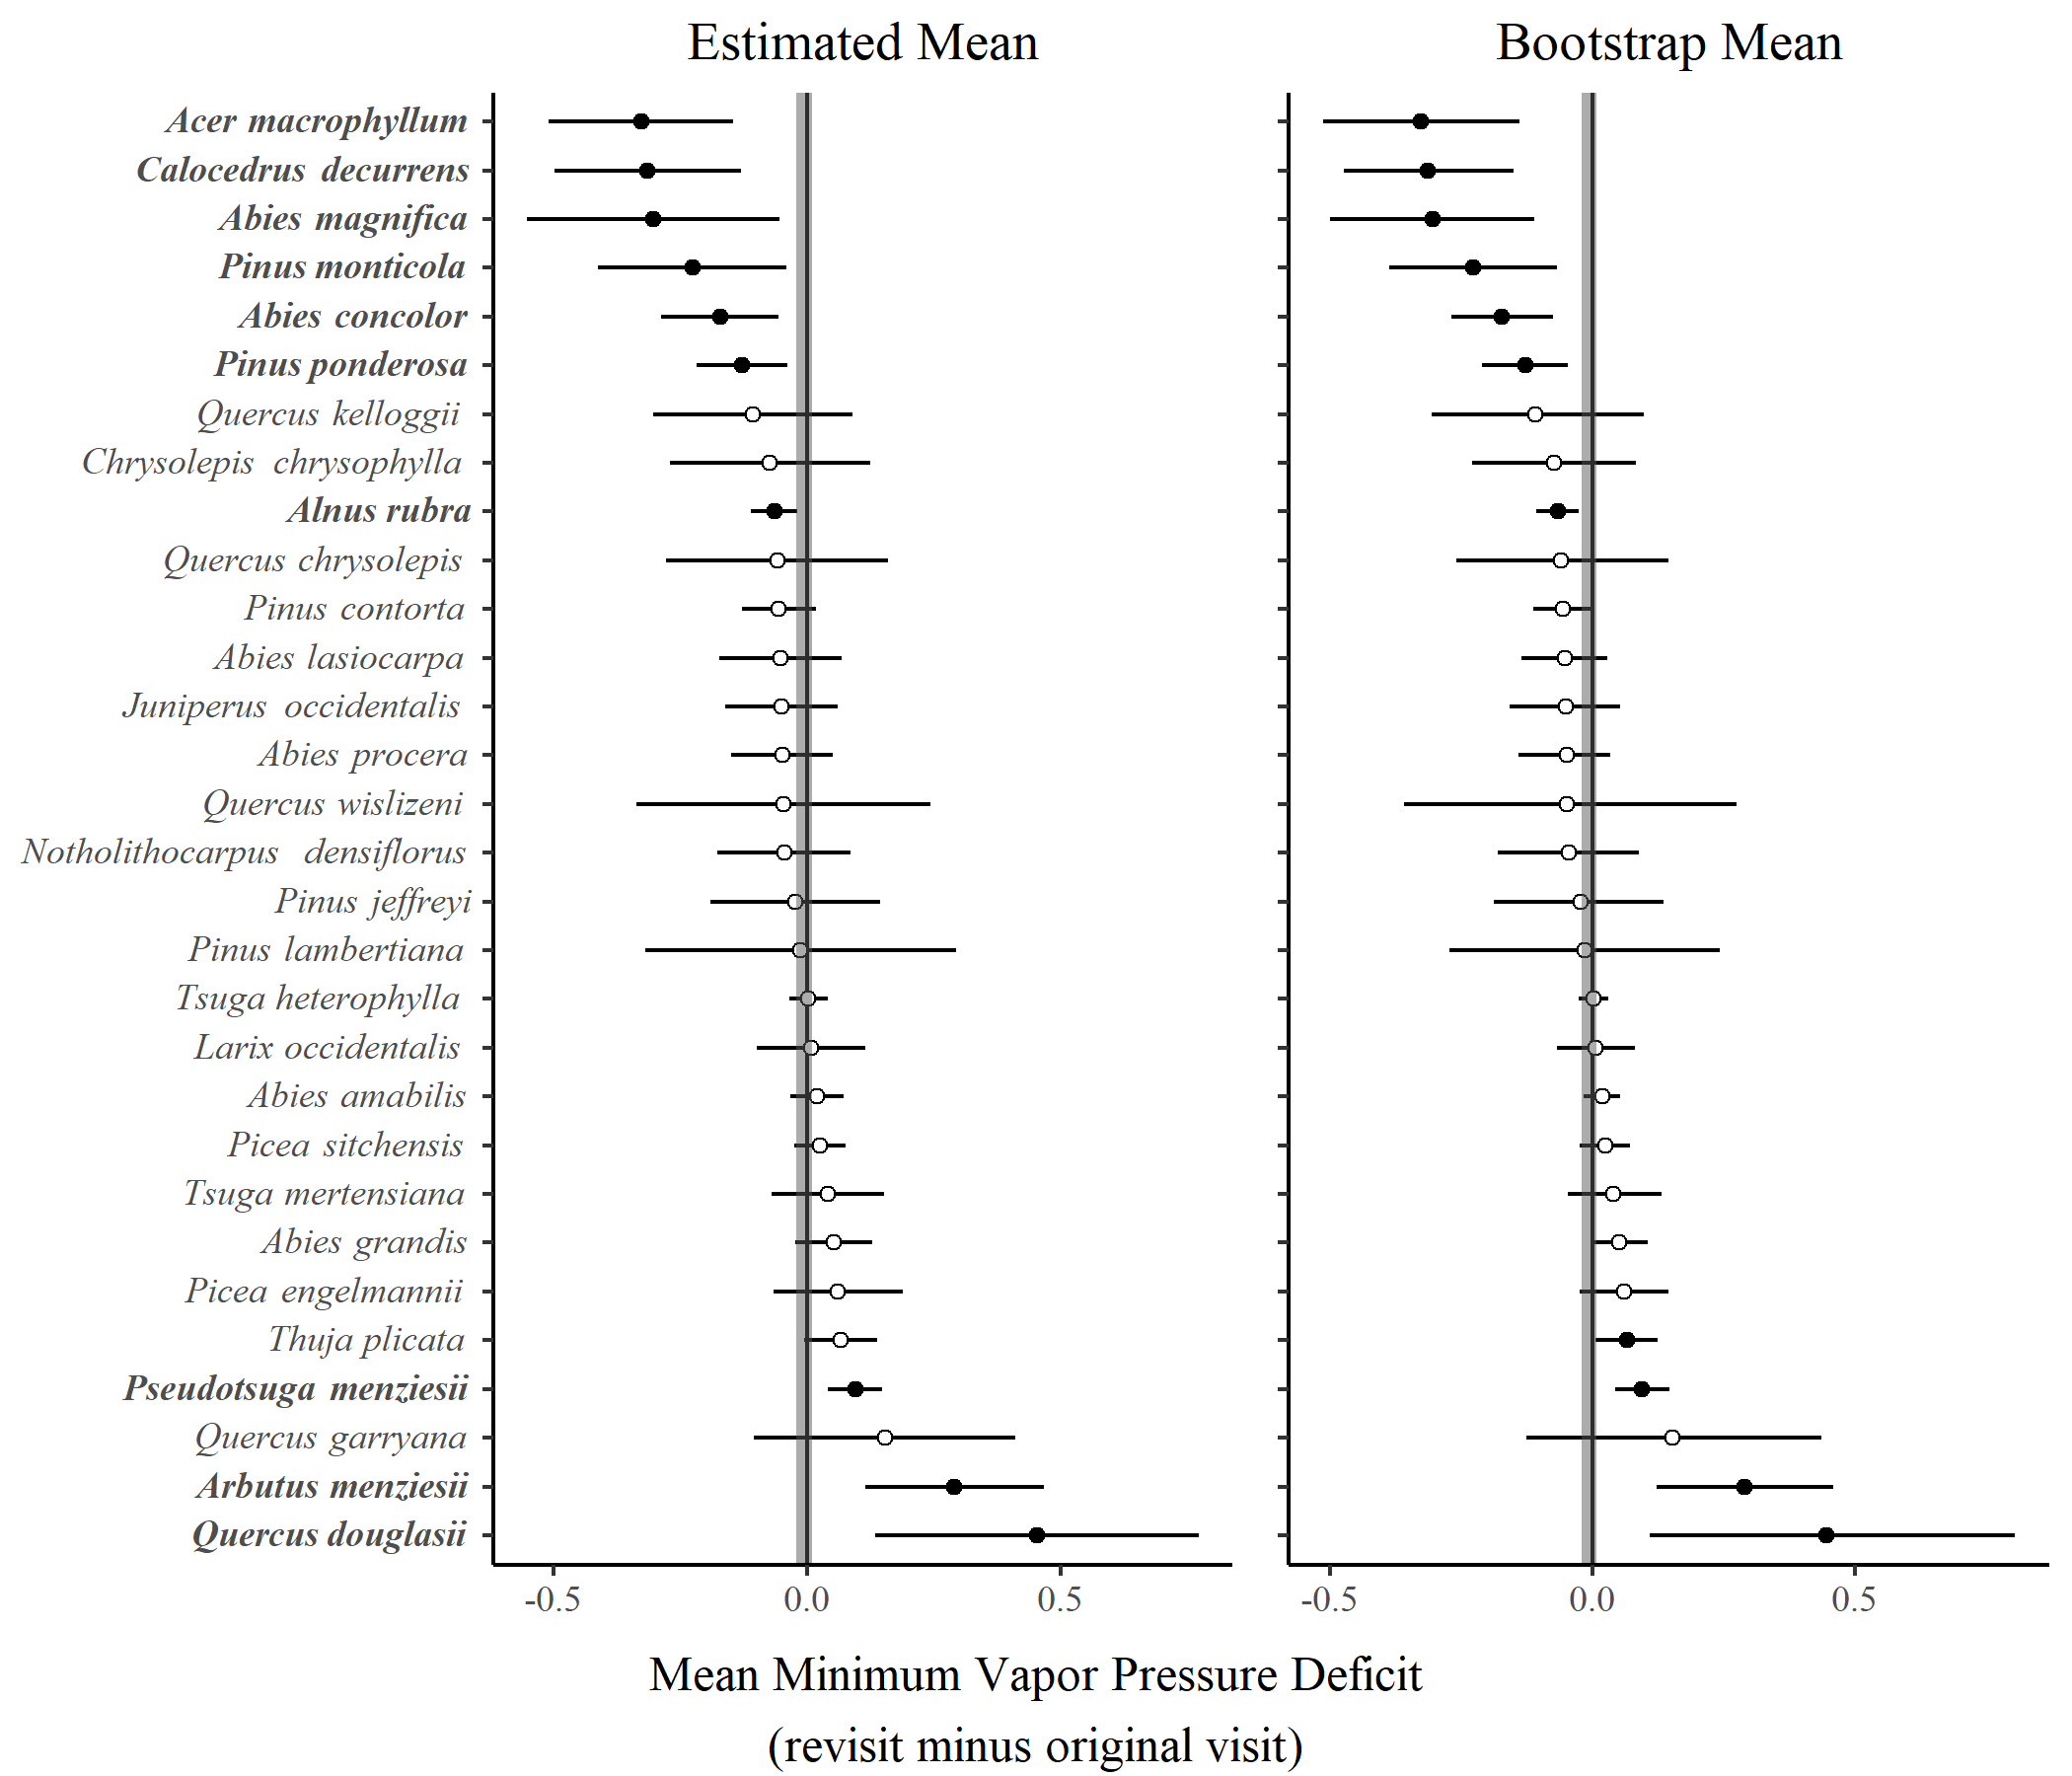 Estimated Mean
Bootstrap Mean
Acer macrophyllum
Calocedrus decurrens
Abies magnifica
Pinus monticola
Abies concolor
Pinus ponderosa
Quercus kelloggii
Chrysolepis chrysophylla
Alnus rubra
Quercus chrysolepis
Pinus contorta
Abies lasiocarpa
Juniperus occidentalis
Abies procera
Quercus wislizeni
Notholithocarpus densiflorus
Pinus jeffreyi
Pinus lambertiana
Tsuga heterophylla
Larix occidentalis
Abies amabilis
Picea sitchensis
Tsuga mertensiana
Abies grandis
Picea engelmannii
Thuja plicata
Pseudotsuga menziesii
Quercus garryana
Arbutus menziesii
Quercus douglasii
-0.5 0.0 0.5
-0.5 0.0 0.5
Mean Minimum Vapor Pressure Deficit
(revisit minus original visit)